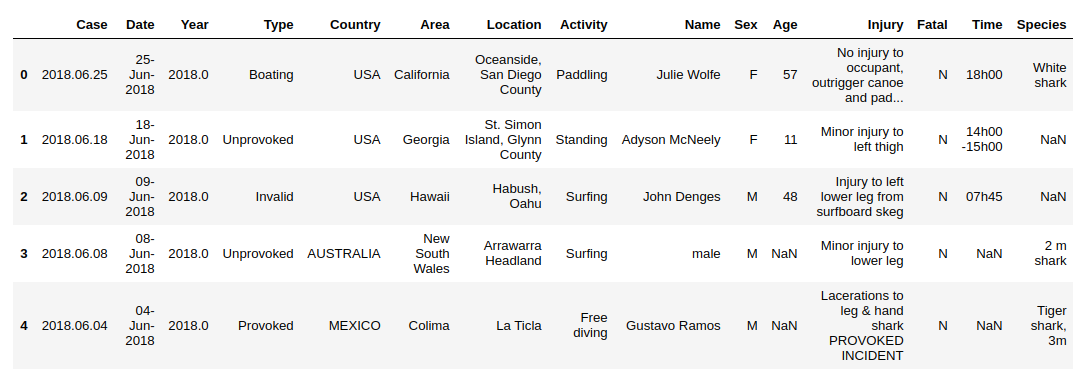 Case Date Year Type Country Area Location Activity Name Sex Age Injury Fatal Time Species
0 2018.06.25 25-Jun-2018 2018.0 Boating USA California Oceanside, San Diego County Paddling Julie Wolfe F 57 No injury to occupant, outrigger canoe and pad... N 18h00 White shark
1 2018.06.18 18-Jun-2018 2018.0 Unprovoked USA Georgia St. Simon Island, Glynn County Standing Adyson McNeely F 11 Minor injury to left thigh N 14h00 -15h00 NaN
2 2018.06.09 09-Jun-2018 2018.0 Invalid USA Hawaii Habush, Oahu Surfing John Denges M 48 Injury to left lower leg from surfboard skeg N 07h45 NaN
3 2018.06.08 08-Jun-2018 2018.0 Unprovoked AUSTRALIA New South Wales Arrawarra Headland Surfing male M NaN Minor injury to lower leg N NaN 2 m shark
4 2018.06.04 04-Jun-2018 2018.0 Provoked MEXICO Colima La Ticla Free diving Gustavo Ramos M NaN Lacerations to leg & hand shark PROVOKED INCIDENT N NaN Tiger shark, 3m